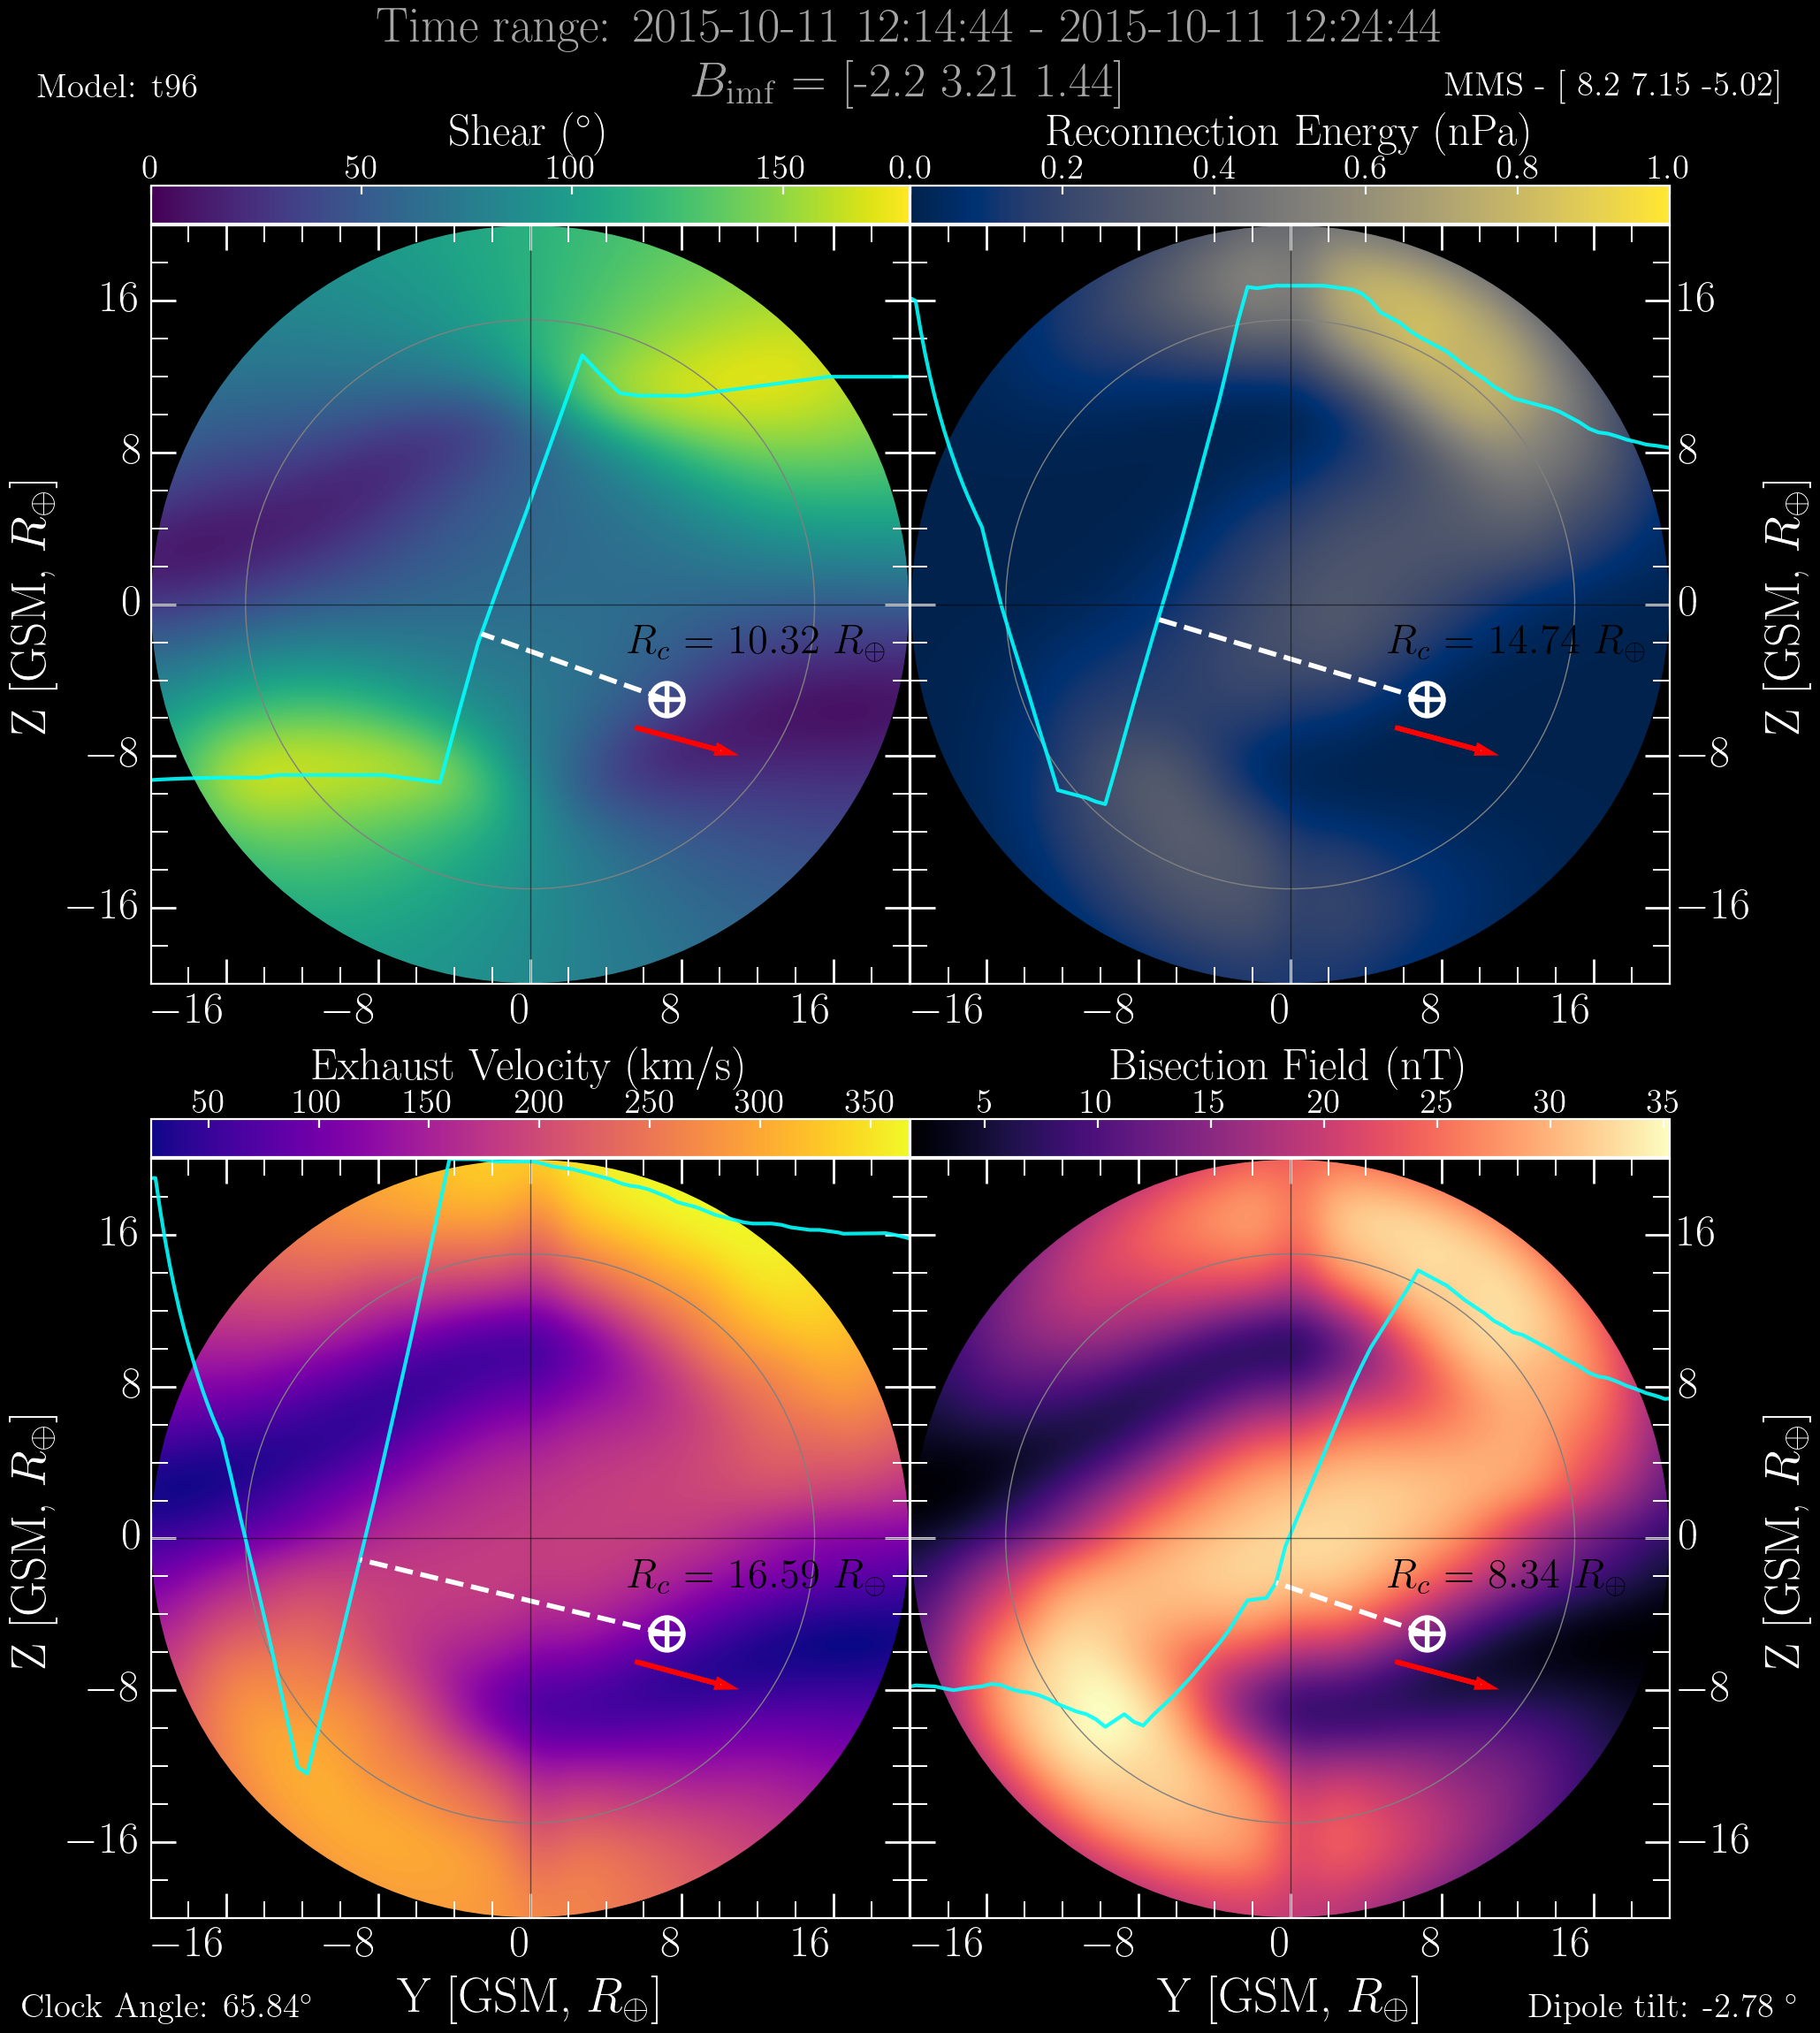 Time range: 2015-10-11 12:14:44 - 2015-10-11 12:24:44
Model: t96
B_imf = [-2.2 3.21 1.44]
MMS - [ 8.2 7.15 -5.02]
Shear (°)
Reconnection Energy (nPa)
0 50 100 150
0.0 0.2 0.4 0.6 0.8 1.0
16 8 0 −8 −16
Z [GSM, R⊕]
R_c = 10.32 R⊕
R_c = 14.74 R⊕
16 8 0 −8 −16
Z [GSM, R⊕]
−16 −8 0 8 16
−16 −8 0 8 16
Exhaust Velocity (km/s)
Bisection Field (nT)
50 100 150 200 250 300 350
5 10 15 20 25 30 35
16 8 0 −8 −16
Z [GSM, R⊕]
R_c = 16.59 R⊕
R_c = 8.34 R⊕
16 8 0 −8 −16
Z [GSM, R⊕]
−16 −8 0 8 16
−16 −8 0 8 16
Y [GSM, R⊕]
Y [GSM, R⊕]
Clock Angle: 65.84°
Dipole tilt: -2.78 °